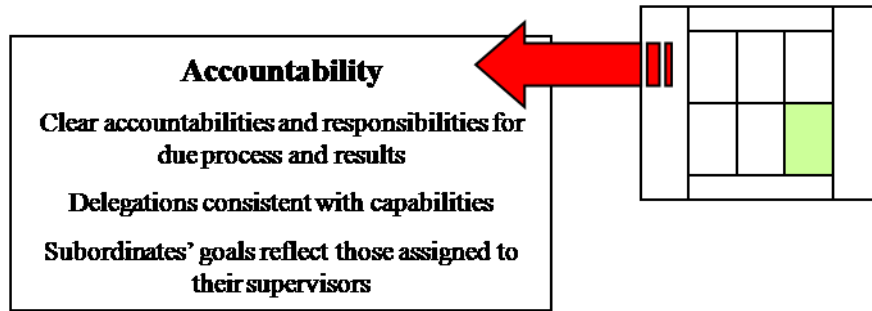 Accountability
Clear accountabilities and responsibilities for
due process and results
Delegations consistent with capabilities
Subordinates’ goals reflect those assigned to
their supervisors